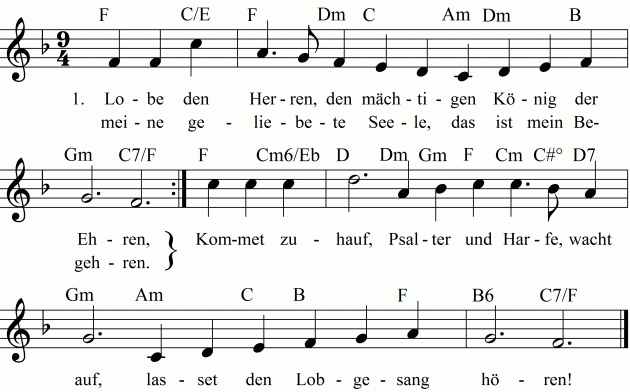 F C/E F Dm C Am Dm B
9
4
1. Lo - be den Her - ren, den mäch - ti - gen Kö - nig der
mei - ne ge - lie - be - te See - le, das ist mein Be-
Gm C7/F F Cm6/Eb D Dm Gm F Cm C#° D7
Eh - ren, } Kom-met zu - hauf, Psal - ter und Har - fe, wacht
geh - ren.
Gm Am C B F B6 C7/F
auf, las - set den Lob - ge - sang hö - ren!